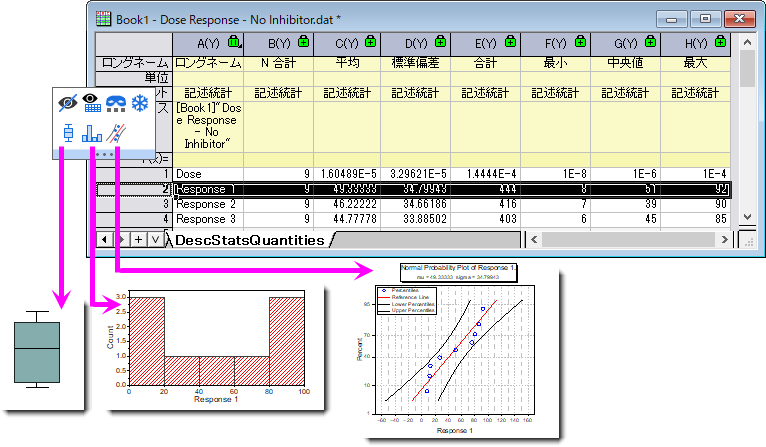 Book1 - Dose Response - No Inhibitor.dat *
A(Y) B(Y) C(Y) D(Y) E(Y) F(Y) G(Y) H(Y)
ロングネーム ロングネーム N 合計 平均 標準偏差 合計 最小 中央値 最大
単位
ント 記述統計 記述統計 記述統計 記述統計 記述統計 記述統計 記述統計 記述統計
ス [Book1]"Dos
e Response
- No
Inhibitor"
F(x)=
1 Dose 9 1.60489E-5 3.29621E-5 1.4444E-4 1E-8 1E-6 1E-4
2 Response 1 9 49.33333 34.79943 444 8 51 92
3 Response 2 9 46.22222 34.66186 416 7 39 90
4 Response 3 9 44.77778 33.88502 403 6 45 85
DescStatsQuantities
Count
3.0
2.5
2.0
1.5
1.0
0.5
0.0
0 20 40 60 80 100
Response 1
Normal Probability Plot of Response 1.
mu = 49.33333 sigma = 34.79943
Percentiles
Reference Line
Lower Percentiles
Upper Percentiles
Percent
95
70
40
10
1
-60 -40 -20 0 20 40 60 80 100 120 140 160
Response 1